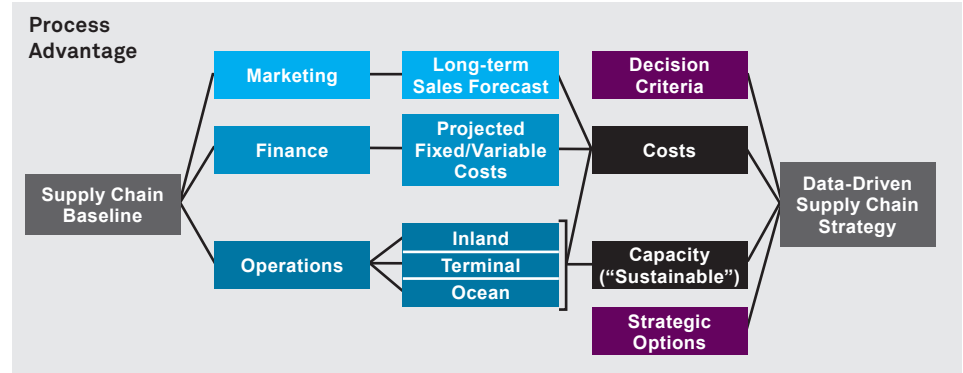 Process
Advantage
Supply Chain
Baseline
Marketing
Finance
Operations
Long-term
Sales Forecast
Projected
Fixed/Variable
Costs
Inland
Terminal
Ocean
Decision
Criteria
Costs
Capacity
(“Sustainable”)
Strategic
Options
Data-Driven
Supply Chain
Strategy